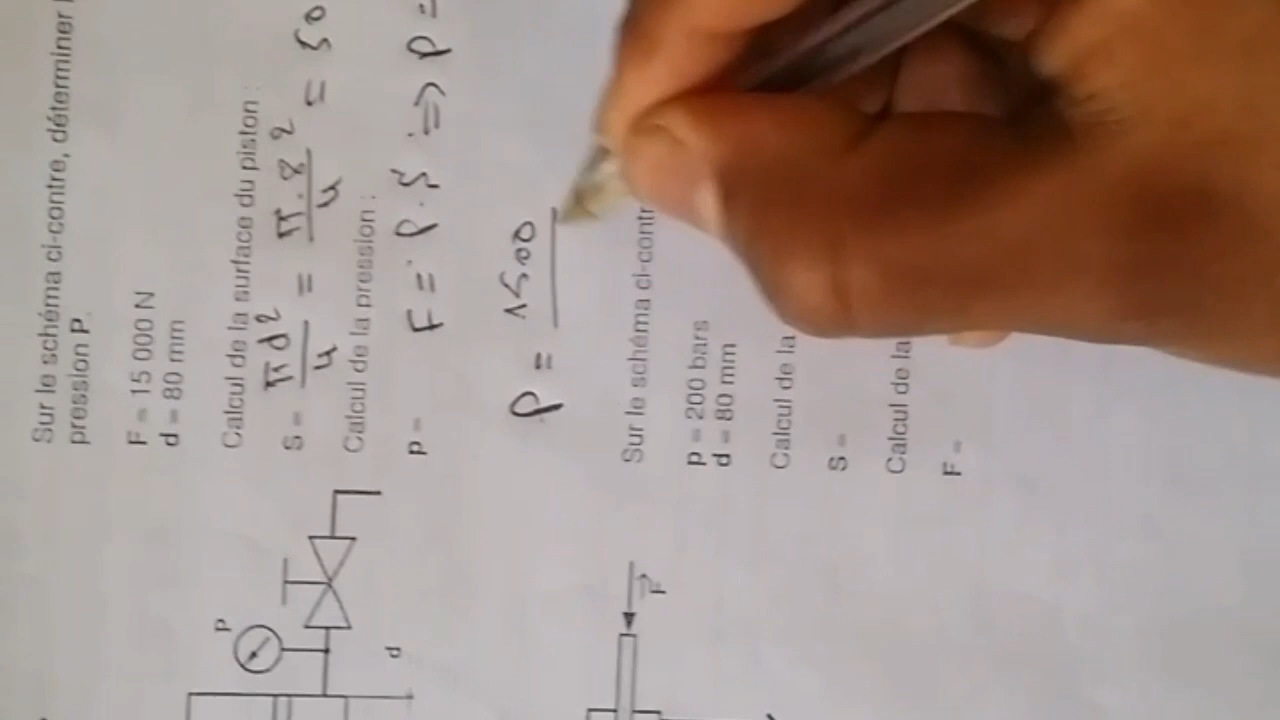 Sur le schéma ci-contre, déterminer
pression P.
F = 15 000 N
d = 80 mm
Calcul de la surface du piston :
S = πd²/4 = π.8²/4 = 50
Calcul de la pression :
p = F = P.S => P =
P = 1500
P
d
Sur le schéma ci-contr
p = 200 bars
d = 80 mm
Calcul de la
S =
Calcul de la
F =
F